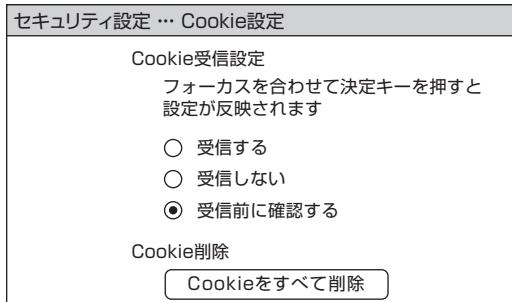 セキュリティ設定 … Cookie設定
Cookie受信設定
フォーカスを合わせて決定キーを押すと
設定が反映されます
受信する
受信しない
受信前に確認する
Cookie削除
Cookieをすべて削除